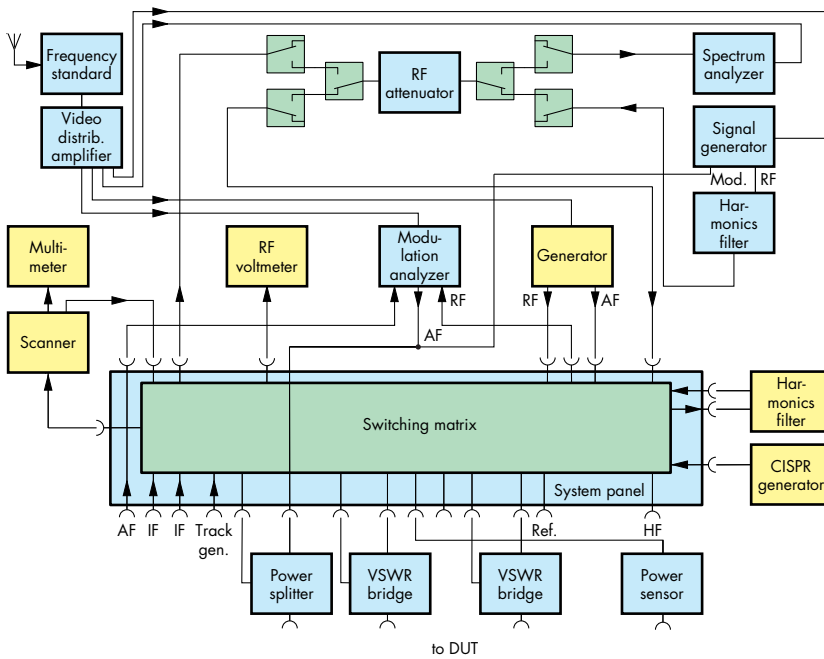 Frequency
standard
RF
attenuator
Spectrum
analyzer
Video
distrib.
amplifier
Signal
generator
Mod.
RF
Har-
monics
filter
Multi-
meter
RF
voltmeter
Modu-
lation
analyzer
Generator
RF
RF
AF
AF
Scanner
Switching matrix
Har-
monics
filter
CISPR
generator
System panel
AF
IF
IF
Track
gen.
Ref.
HF
Power
splitter
VSWR
bridge
VSWR
bridge
Power
sensor
to DUT